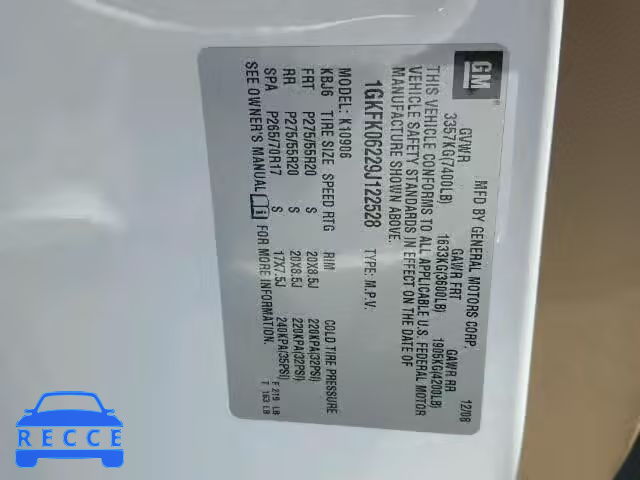 GM
MFD BY GENERAL MOTORS CORP. 12/08
GVWR GAWR FRT GAWR RR
3357KG(7400LB) 1633KG(3600LB) 1905KG(4200LB)
THIS VEHICLE CONFORMS TO ALL APPLICABLE U.S. FEDERAL MOTOR
VEHICLE SAFETY STANDARDS IN EFFECT ON THE DATE OF
MANUFACTURE SHOWN ABOVE.
1GKFK06229J122528 TYPE: M.P.V.
MODEL: K10906
KBJ6 TIRE SIZE SPEED RTG RIM COLD TIRE PRESSURE
FRT P275/55R20 S 20X8.5J 220KPA(32PSI)
RR P275/55R20 S 20X8.5J 220KPA(32PSI)
SPA P265/70R17 S 17X7.5J 240KPA(35PSI)
SEE OWNER'S MANUAL FOR MORE INFORMATION.
F 219 LB
T 163 LB
RECCE